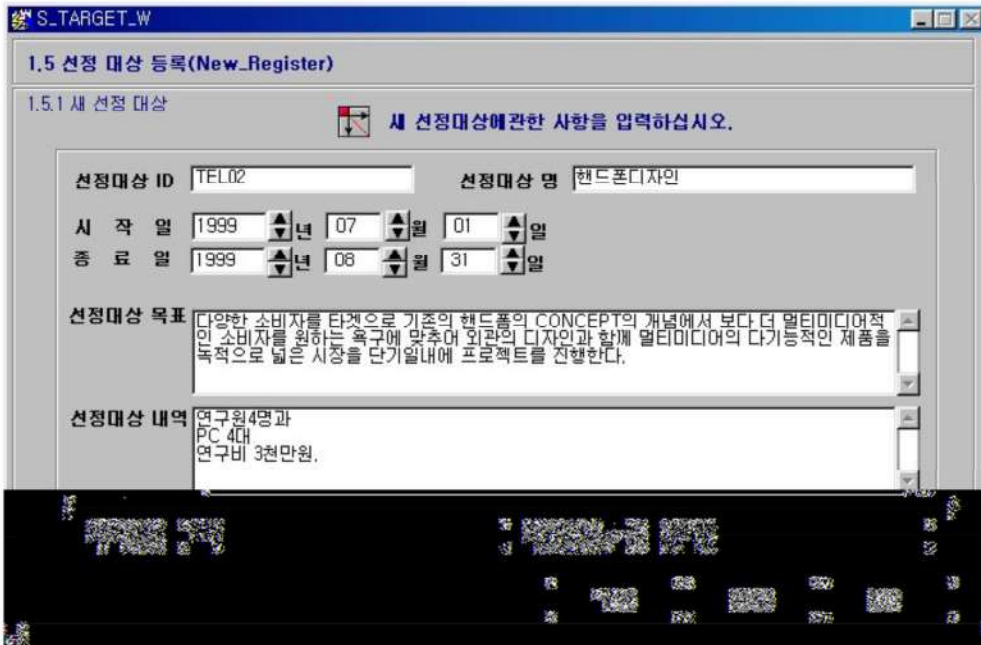 S_TARGET_W
1.5 선정 대상 등록(New_Register)
1.5.1 새 선정 대상
새 선정대상에관한 사항을 입력하십시오.
선정대상 ID TEL02 선정대상 명 핸드폰디자인
시 작 일 1999 년 07 월 01 일
종 료 일 1999 년 08 월 31 일
선정대상 목표 다양한 소비자를 타겟으로 기존의 핸드폼의 CONCEPT의 개념에서 보다 더 멀티미디어적
인 소비자를 원하는 욕구에 맞추어 외관의 디자인과 함께 멀티미디어의 다기능적인 제품을
녹적으로 넓은 시장을 단기일내에 프로젝트를 진행한다.
선정대상 내역 연구원4명과
PC 4대
연구비 3천만원.